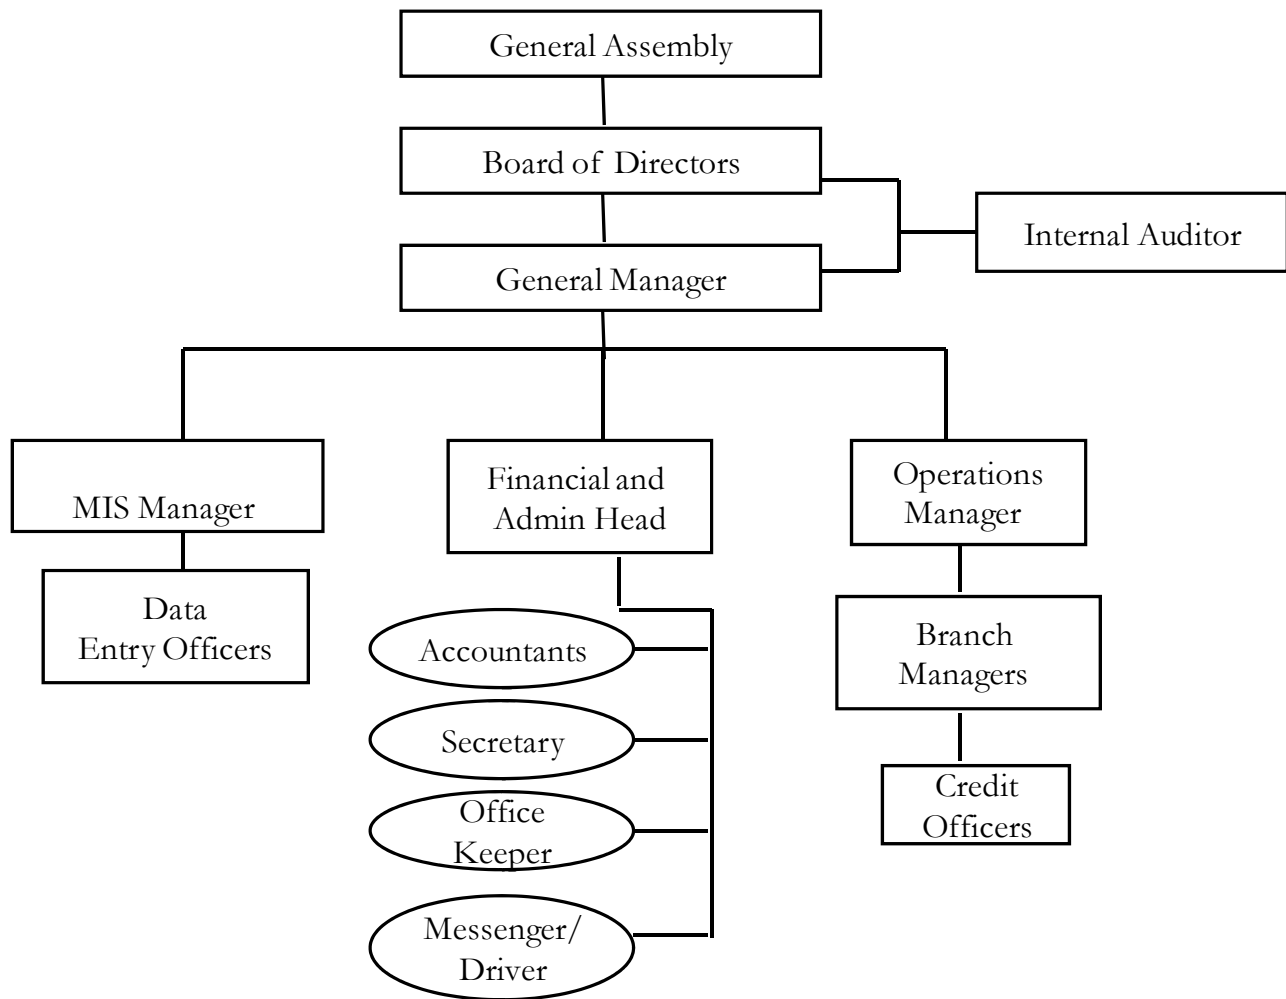 General Assembly
Board of Directors
Internal Auditor
General Manager
MIS Manager
Financial and
Admin Head
Operations
Manager
Data
Entry Officers
Accountants
Secretary
Office
Keeper
Messenger/
Driver
Branch
Managers
Credit
Officers